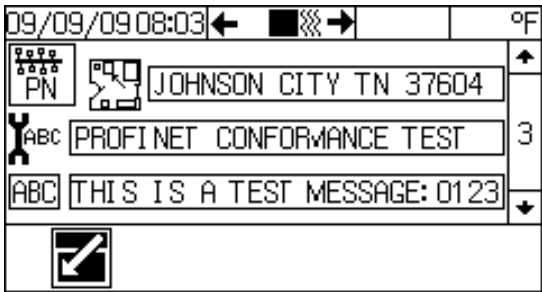 09/09/09 08:03 °F
PN JOHNSON CITY TN 37604
ABC PROFINET CONFORMANCE TEST 3
ABC THIS IS A TEST MESSAGE: 0123